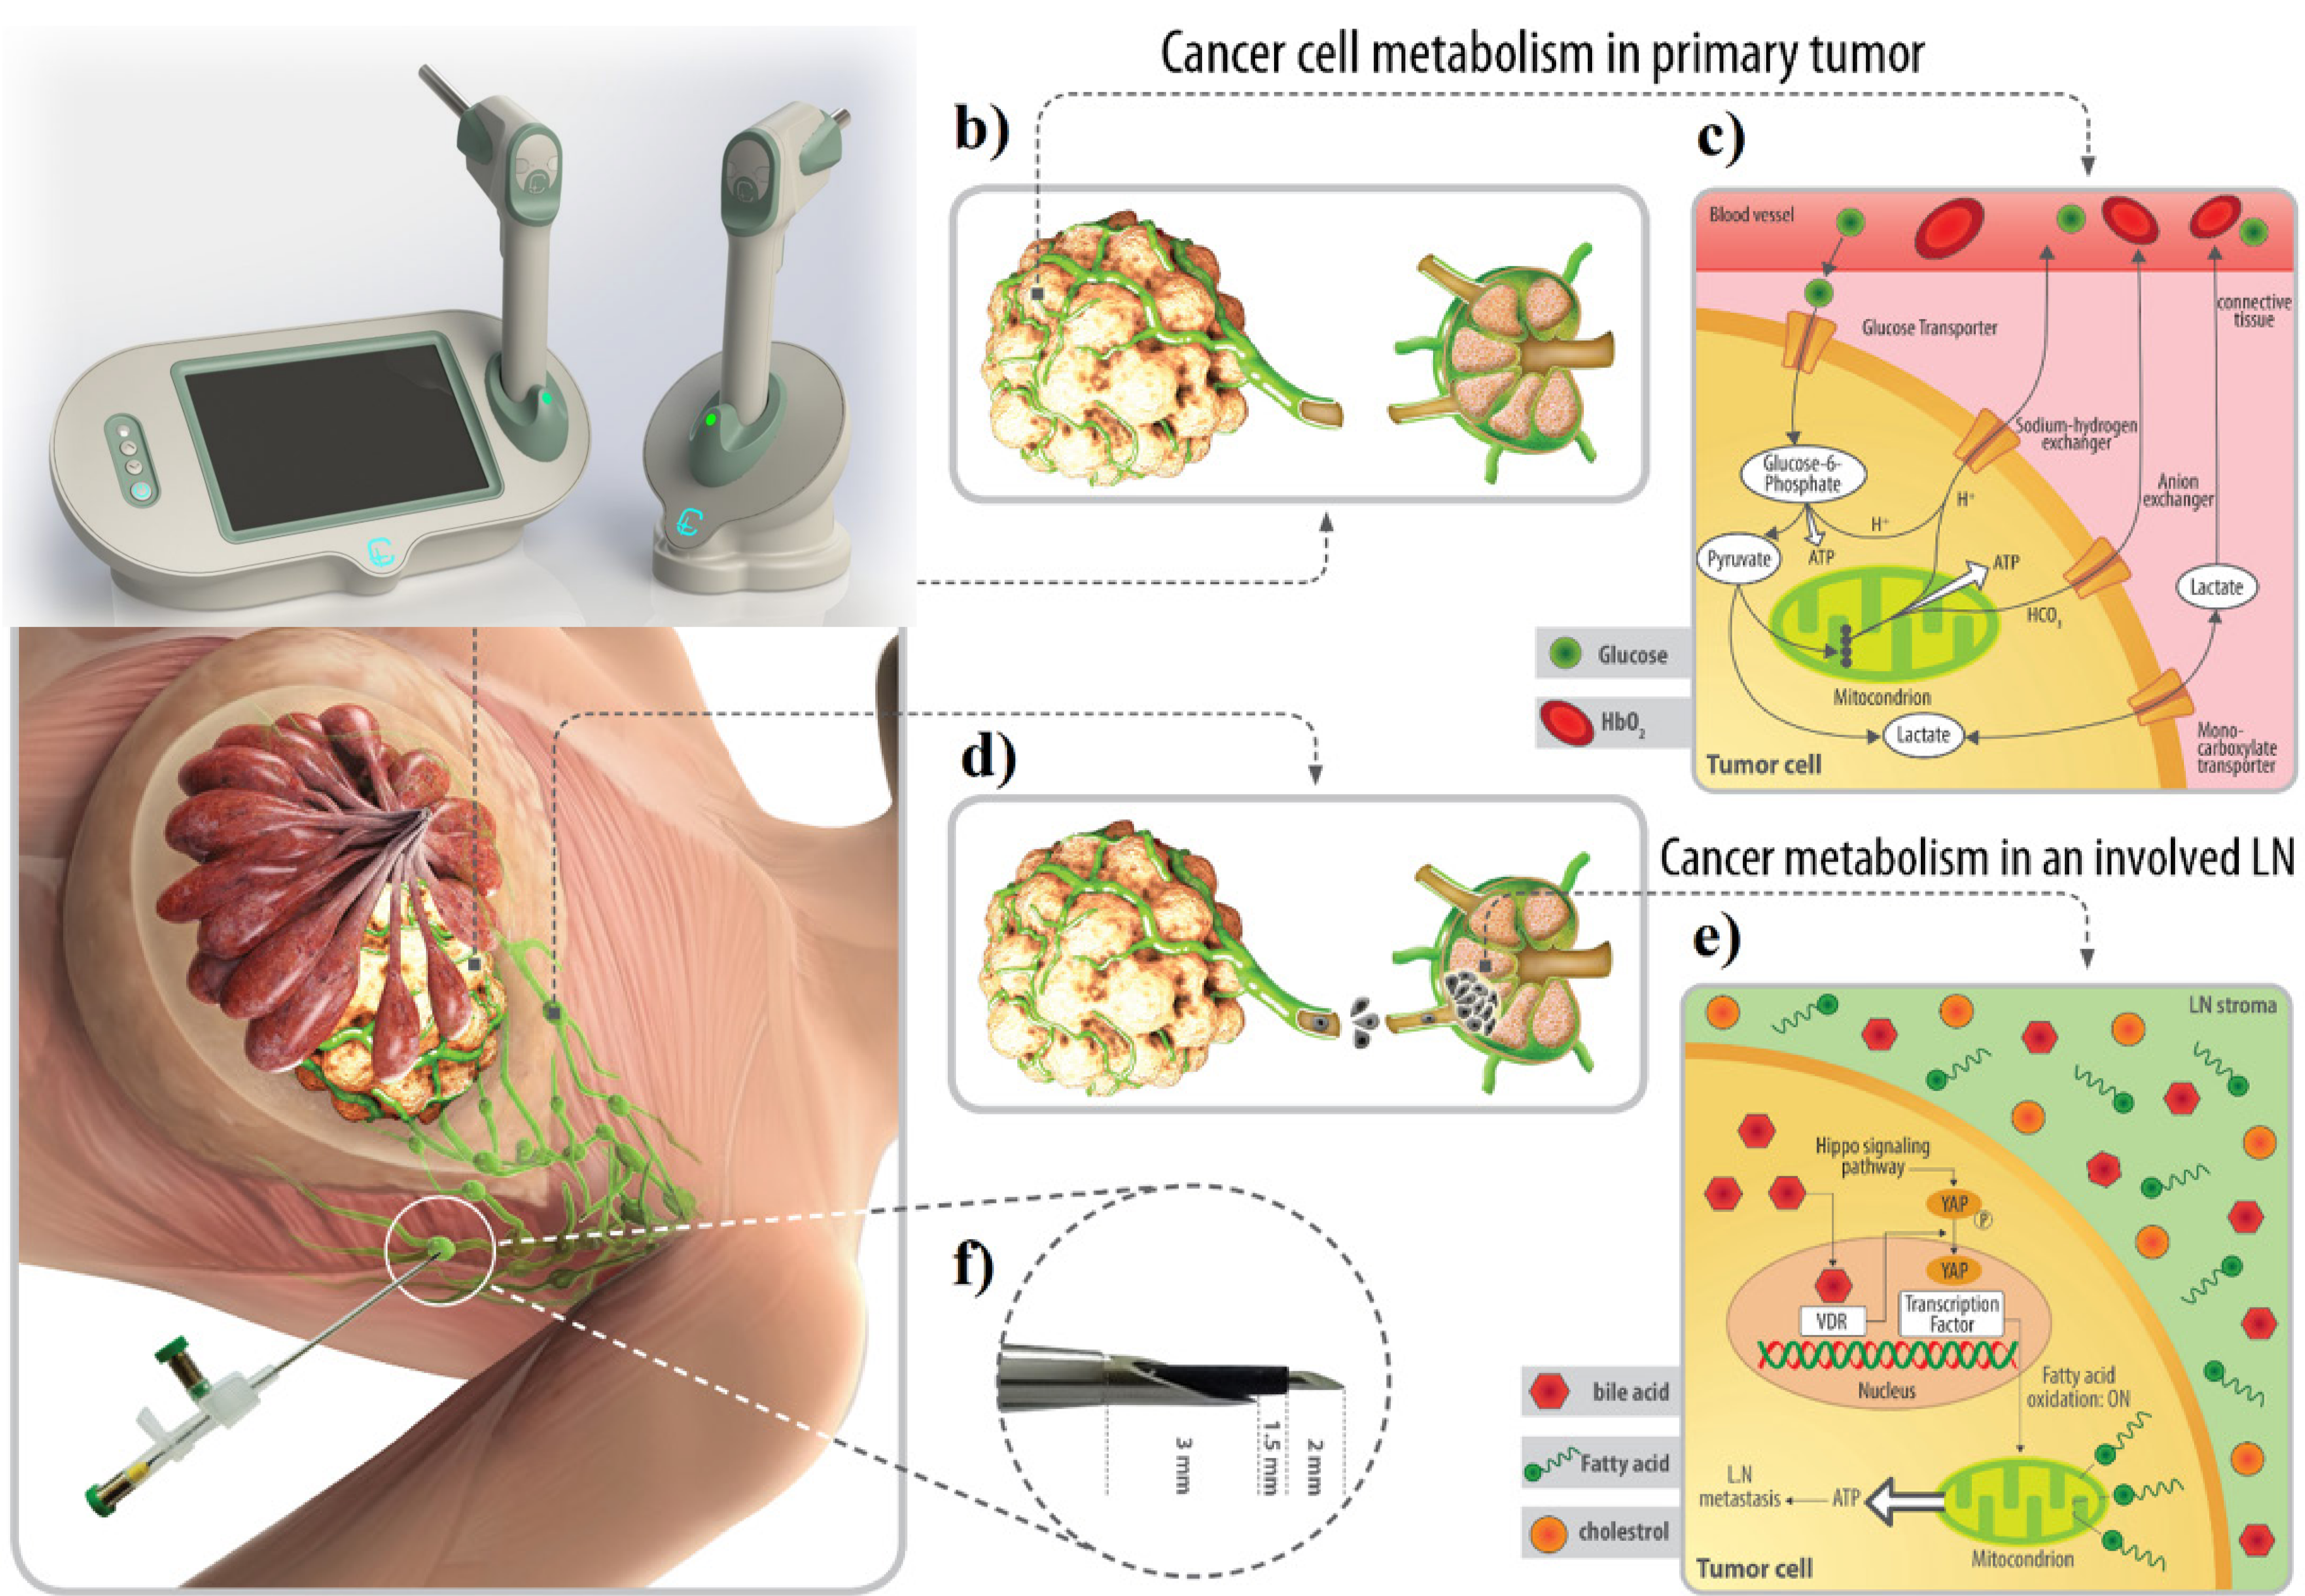 Cancer cell metabolism in primary tumor
b)
c)
Blood vessel
connective
tissue
Glucose Transporter
Sodium-hydrogen
exchanger
Glucose-6-
Phosphate
Anion
exchanger
H⁺
H⁺
Pyruvate
ATP
ATP
Lactate
HCO₃
Glucose
HbO₂
Mitocondrion
Lactate
Mono-
carboxylate
transporter
Tumor cell
d)
Cancer metabolism in an involved LN
e)
LN stroma
Hippo signaling
pathway
YAP
P
YAP
VDR
Transcription
Factor
Nucleus
Fatty acid
oxidation: ON
f)
3 mm
1.5 mm
2 mm
bile acid
Fatty acid
cholestrol
L.N
metastasis
ATP
Mitocondrion
Tumor cell